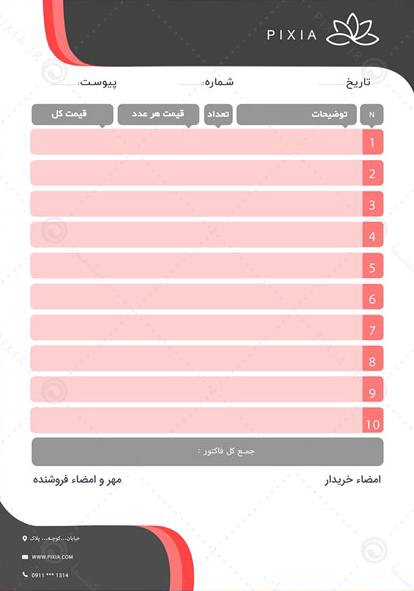 PIXIA
تاریخ
شماره:
پیوست:
N توضیحات تعداد قیمت هر عدد قیمت کل
1
2
3
4
5
6
7
8
9
10
جمـع کل فاکتور :
امضاء خریدار مهر و امضاء فروشنده
خیابان...کوچه... پلاک
WWW.PIXIA.COM
0911 *** 1314